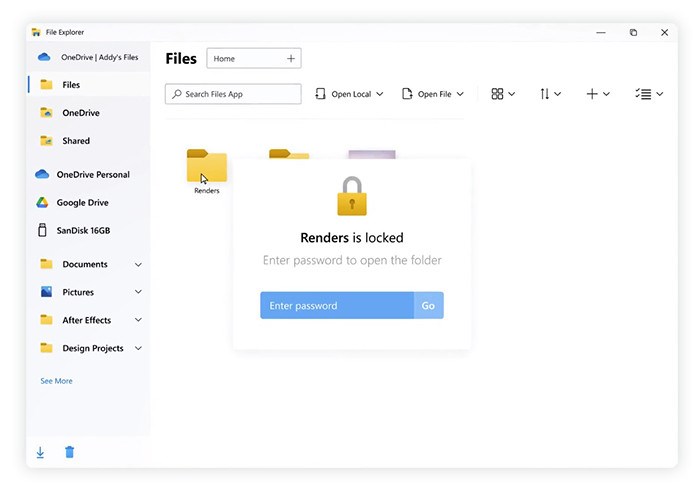 File Explorer
OneDrive | Addy's Files
Files
OneDrive
Shared
OneDrive Personal
Google Drive
SanDisk 16GB
Documents
Pictures
After Effects
Design Projects
See More
Files
Home
Search Files App
Open Local
Open File
Renders
Renders is locked
Enter password to open the folder
Enter password
Go